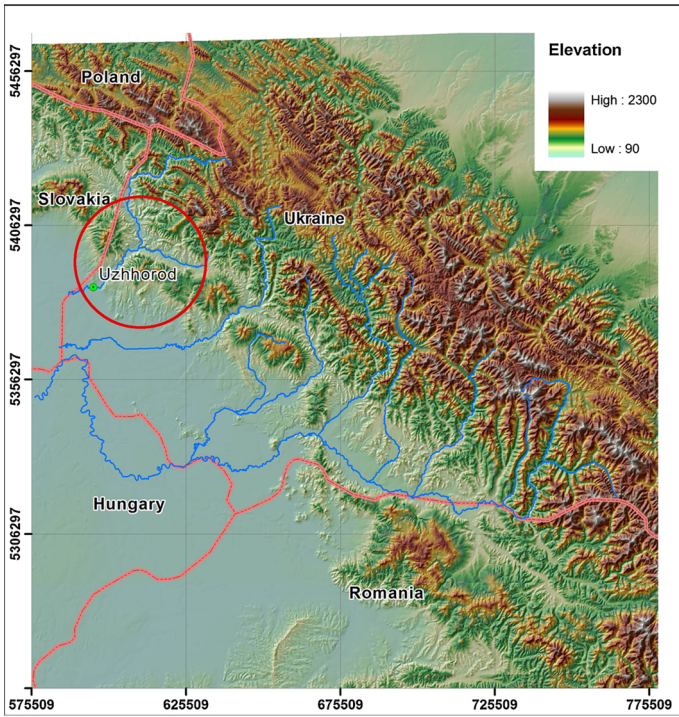 Elevation
High : 2300
Low : 90
Poland
Slovakia
Ukraine
Uzhhorod
Hungary
Romania
5466297
5406297
5356297
5306297
575509
625509
675509
725509
775509